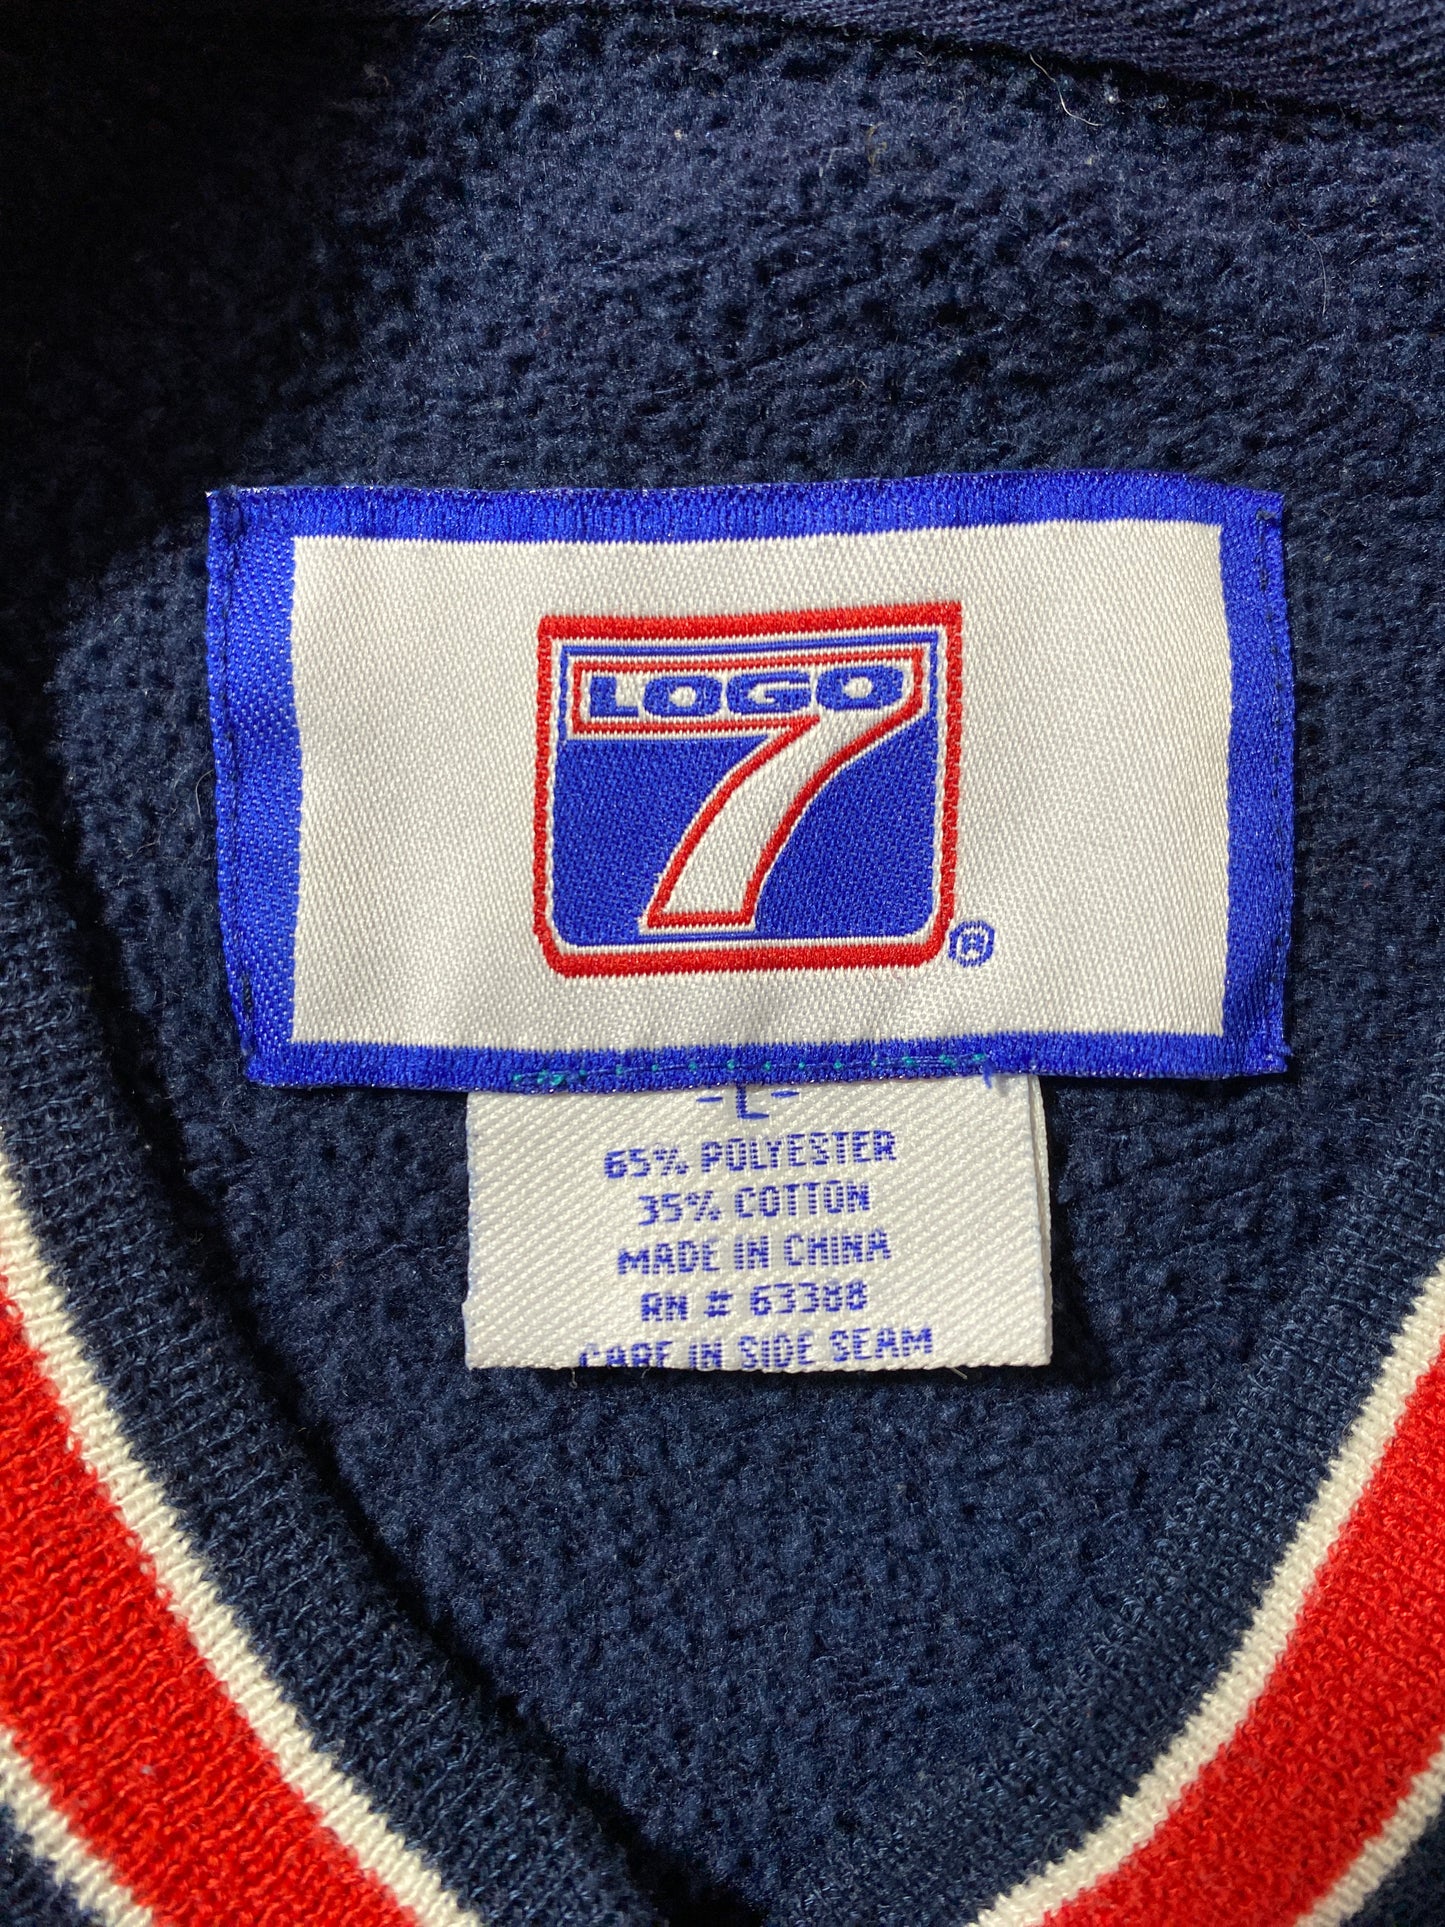 LOGO
7
®
-L-
65% POLYESTER
35% COTTON
MADE IN CHINA
RN # 63388
CARE IN SIDE SEAM